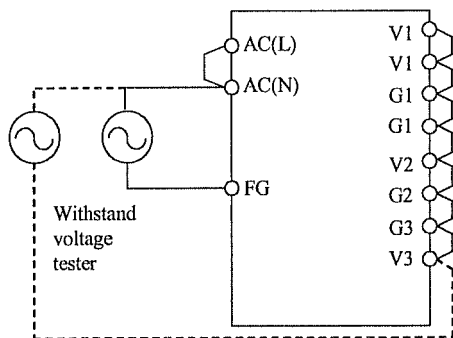 AC(L)
AC(N)
FG
Withstand
voltage
tester
V1
V1
G1
G1
V2
G2
G3
V3